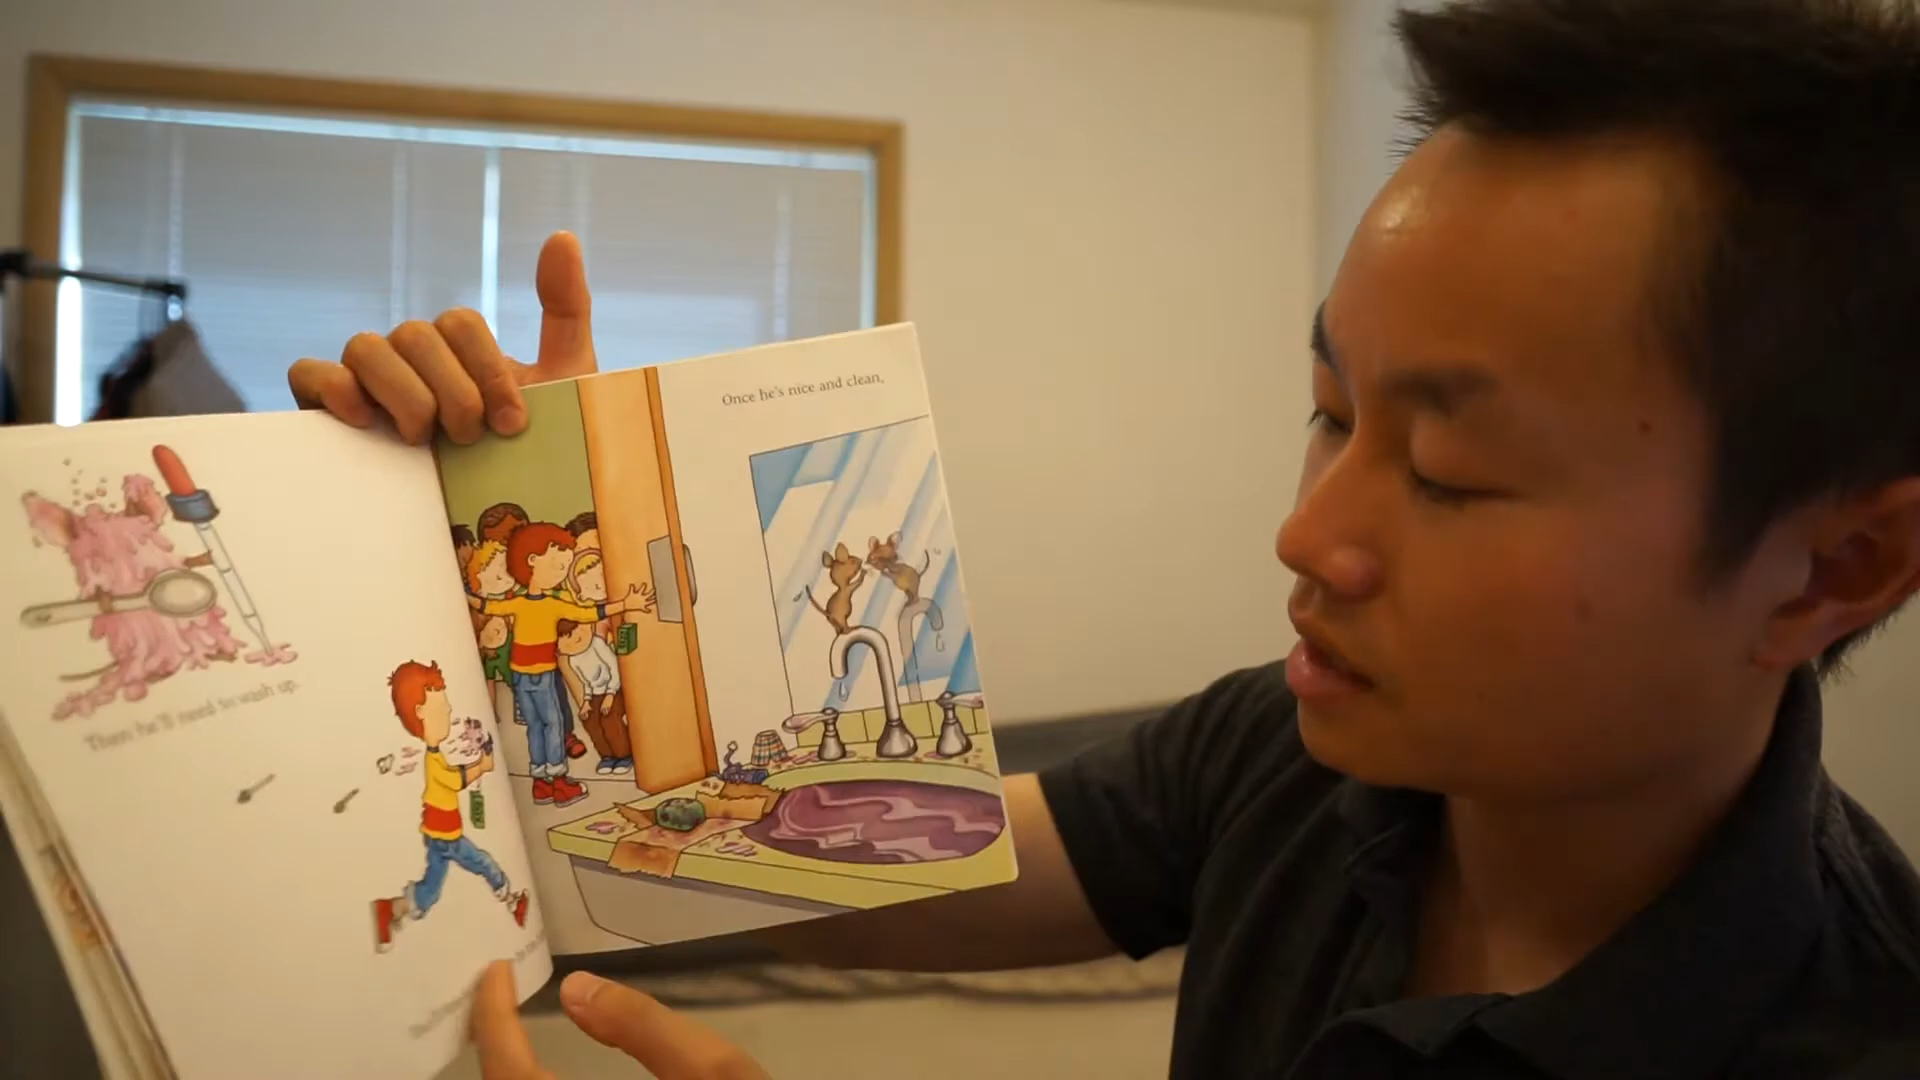 Then he'll need to wash up.
Once he's nice and clean,